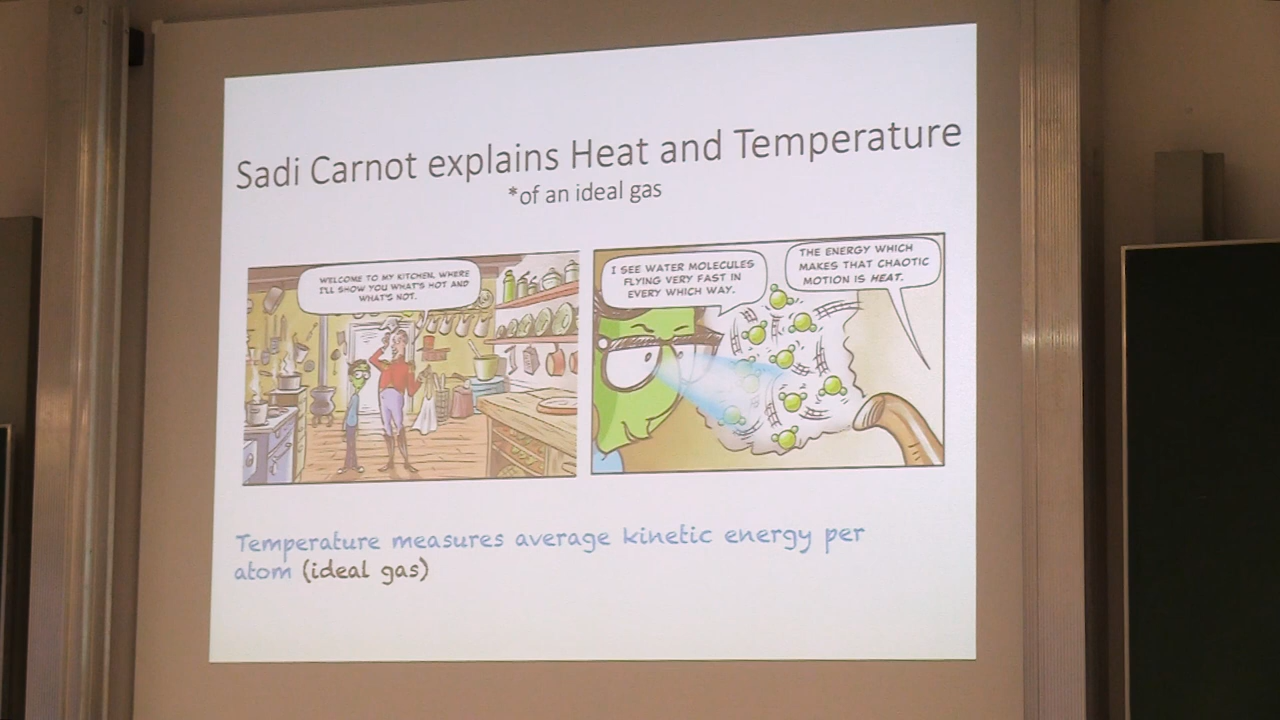 Sadi Carnot explains Heat and Temperature
*of an ideal gas
WELCOME TO MY KITCHEN, WHERE
I'LL SHOW YOU WHAT'S HOT AND
WHAT'S NOT.
I SEE WATER MOLECULES
FLYING VERY FAST IN
EVERY WHICH WAY.
THE ENERGY WHICH
MAKES THAT CHAOTIC
MOTION IS HEAT.
Temperature measures average kinetic energy per
atom (ideal gas)